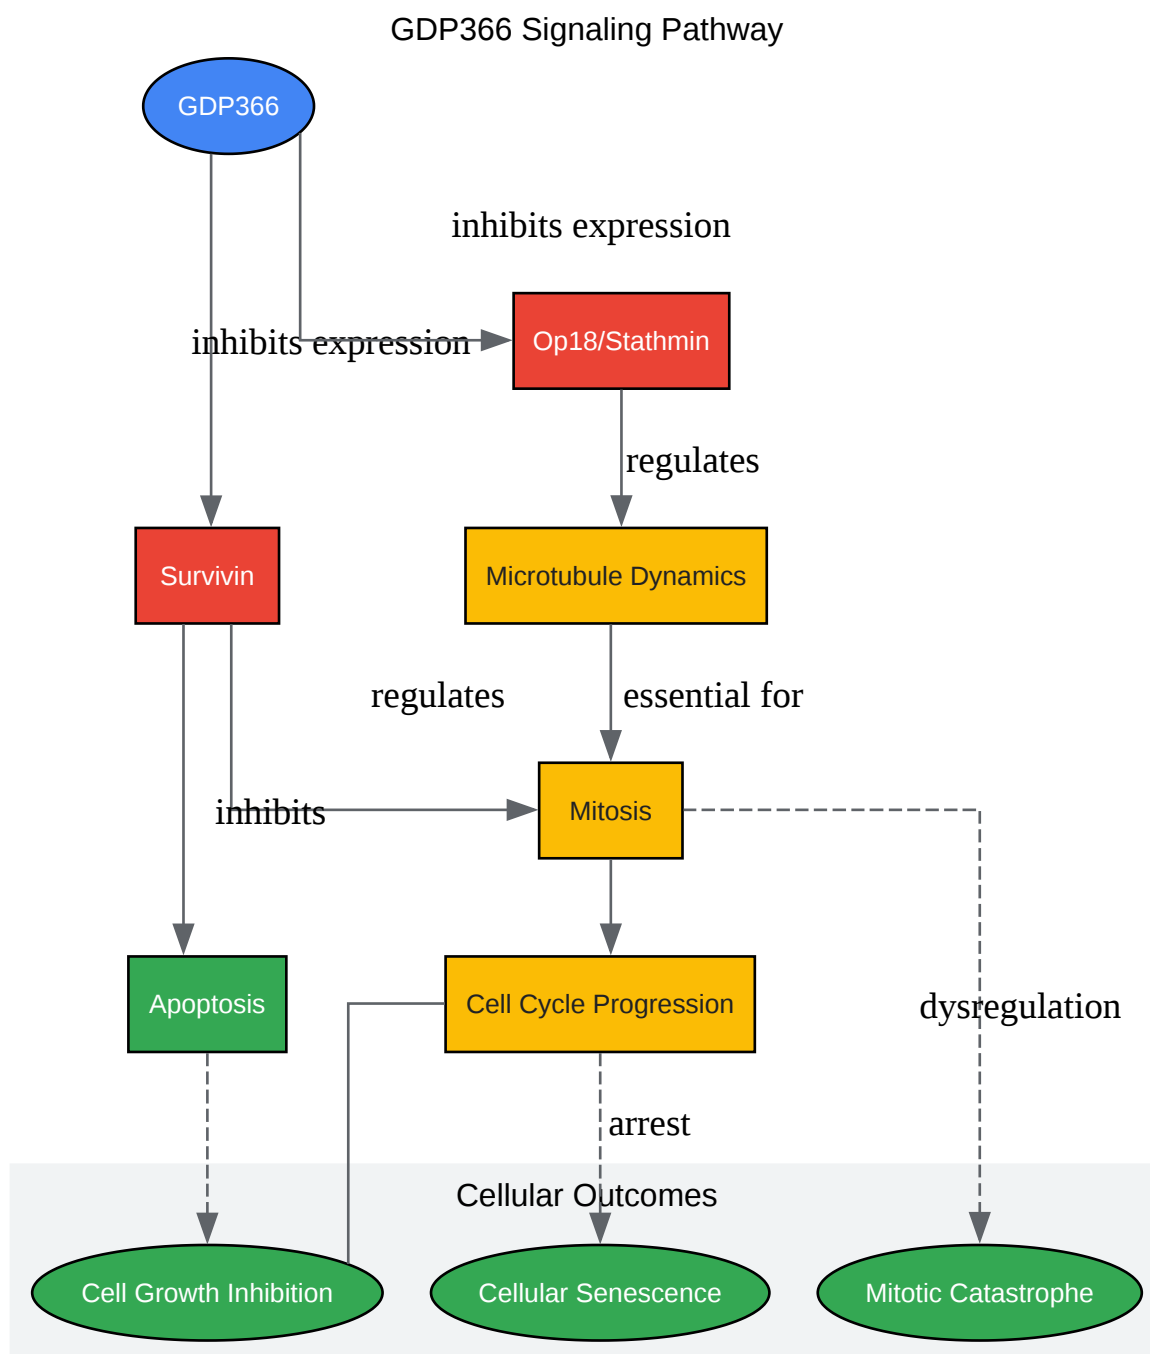 GDP366 Signaling Pathway
GDP366
inhibits expression
inhibits expression
Op18/Stathmin
regulates
Survivin
Microtubule Dynamics
regulates
essential for
inhibits
Mitosis
Apoptosis
Cell Cycle Progression
dysregulation
arrest
Cellular Outcomes
Cell Growth Inhibition
Cellular Senescence
Mitotic Catastrophe